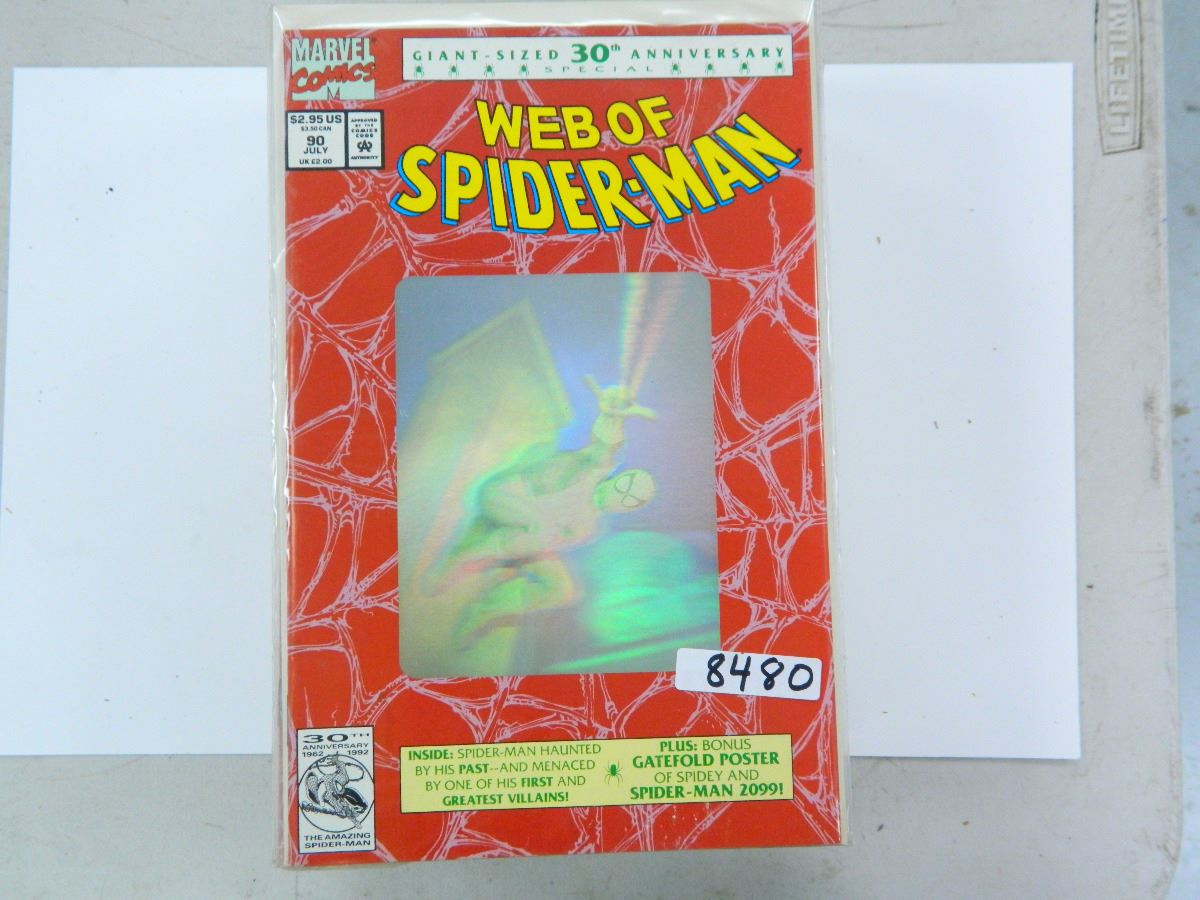 MARVEL
COMICS
M
GIANT-SIZED 30th ANNIVERSARY
SPECIAL
$2.95 US
$3.50 CAN
90
JULY
UK £2.00
APPROVED
BY THE
COMICS
CODE
CA
AUTHORITY
WEB OF
SPIDER-MAN®
LIFETIME
8480
30TH
ANNIVERSARY
1962 1992
THE AMAZING
SPIDER-MAN
INSIDE: SPIDER-MAN HAUNTED
BY HIS PAST--AND MENACED
BY ONE OF HIS FIRST AND
GREATEST VILLAINS!
PLUS: BONUS
GATEFOLD POSTER
OF SPIDEY AND
SPIDER-MAN 2099!